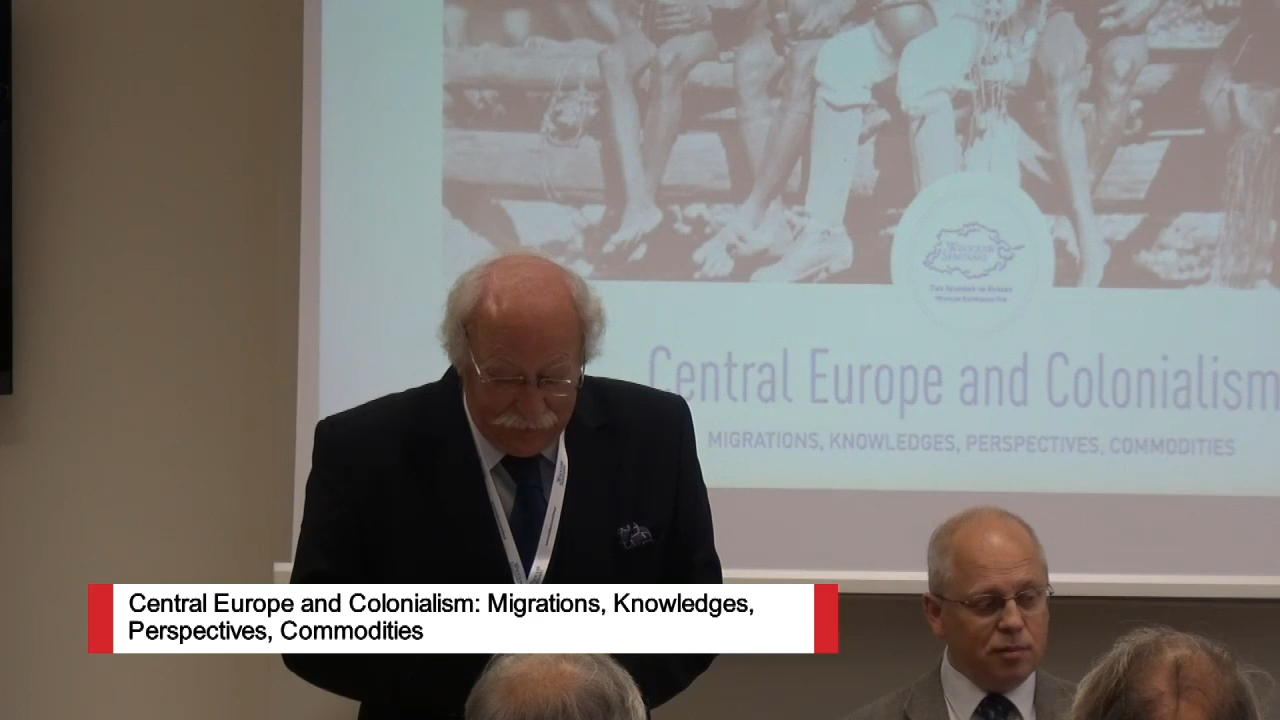 Central Europe and Colonialism
MIGRATIONS, KNOWLEDGES, PERSPECTIVES, COMMODITIES
Central Europe and Colonialism: Migrations, Knowledges,
Perspectives, Commodities